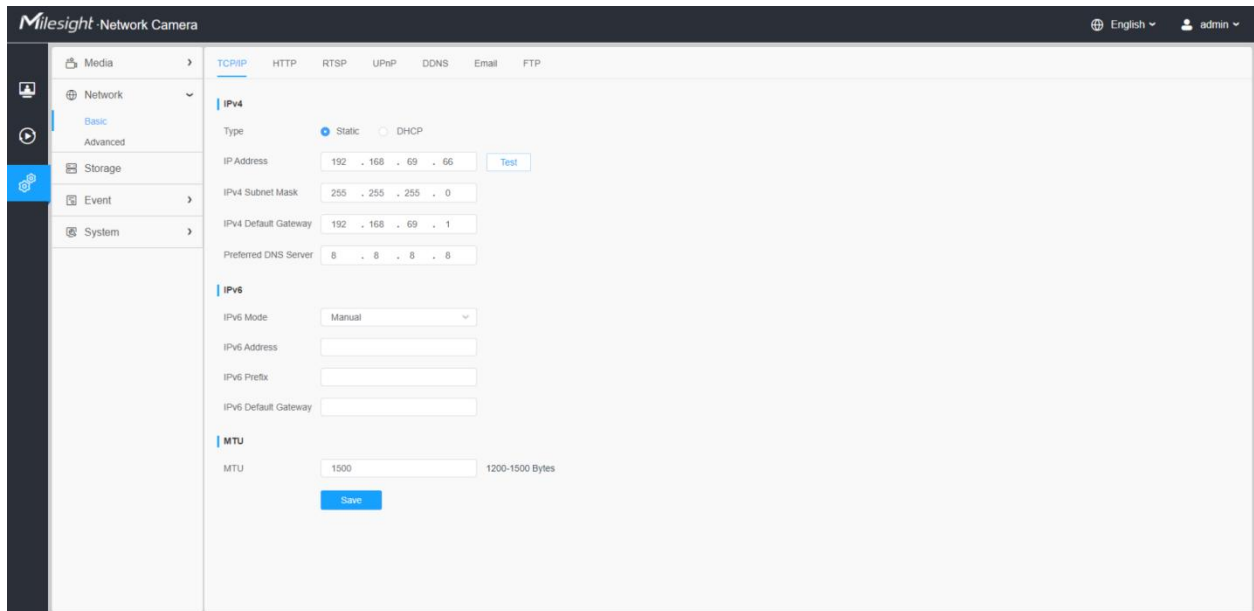 Milesight · Network Camera English admin
Media
Network
Basic
Advanced
Storage
Event
System
TCP/IP HTTP RTSP UPnP DDNS Email FTP
IPv4
Type Static DHCP
IP Address 192 . 168 . 69 . 66 Test
IPv4 Subnet Mask 255 . 255 . 255 . 0
IPv4 Default Gateway 192 . 168 . 69 . 1
Preferred DNS Server 8 . 8 . 8 . 8
IPv6
IPv6 Mode Manual
IPv6 Address
IPv6 Prefix
IPv6 Default Gateway
MTU
MTU 1500 1200-1500 Bytes
Save